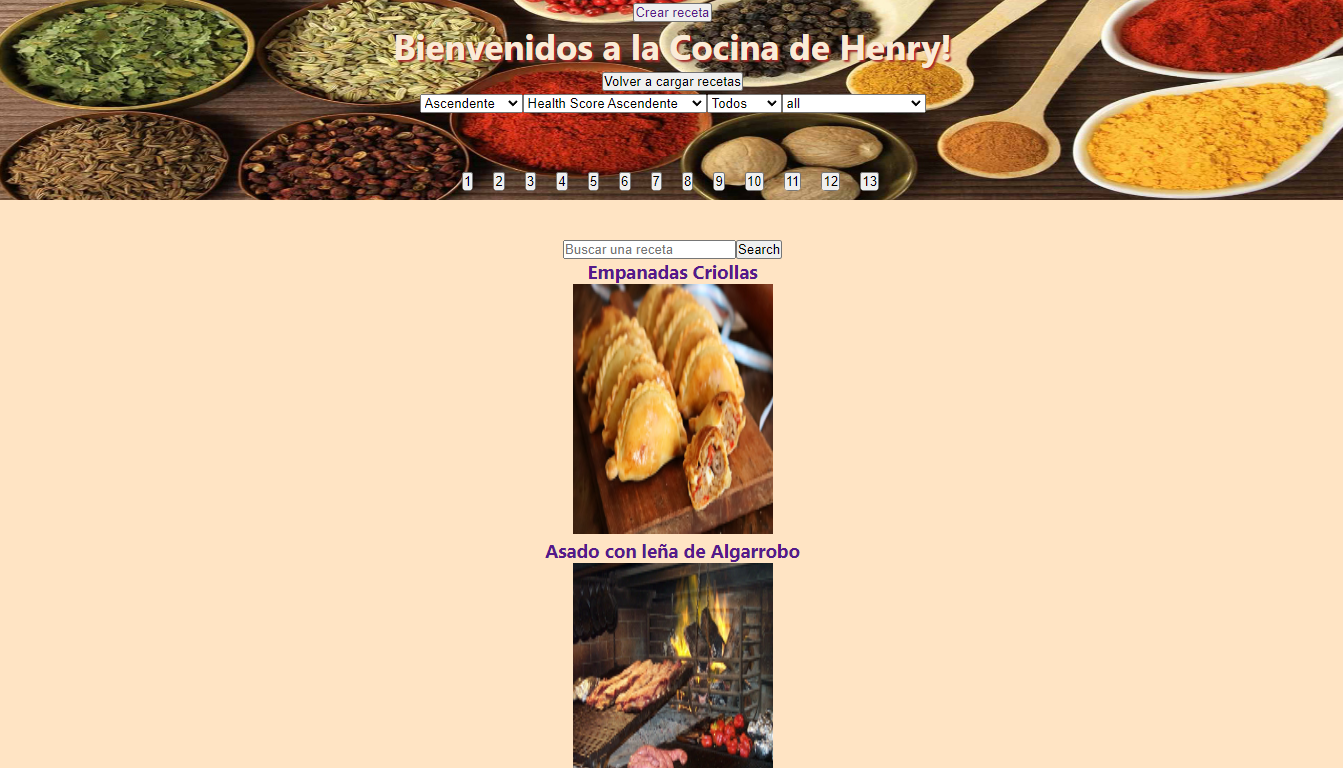 Crear receta
Bienvenidos a la Cocina de Henry!
Volver a cargar recetas
Ascendente Health Score Ascendente Todos all
1 2 3 4 5 6 7 8 9 10 11 12 13
Buscar una receta Search
Empanadas Criollas
Asado con leña de Algarrobo